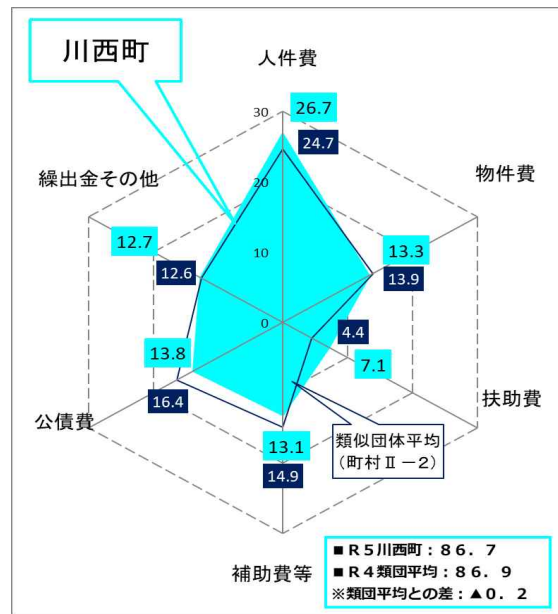 川西町
人件費
30
26.7
24.7
繰出金その他
20
物件費
12.7
12.6
10
13.3
13.9
0
4.4
7.1
13.8
16.4
扶助費
公債費
13.1
14.9
類似団体平均
(町村Ⅱ－2)
補助費等
■Ｒ５川西町：８６．７
■Ｒ４類団平均：８６．９
※類団平均との差：▲０．２